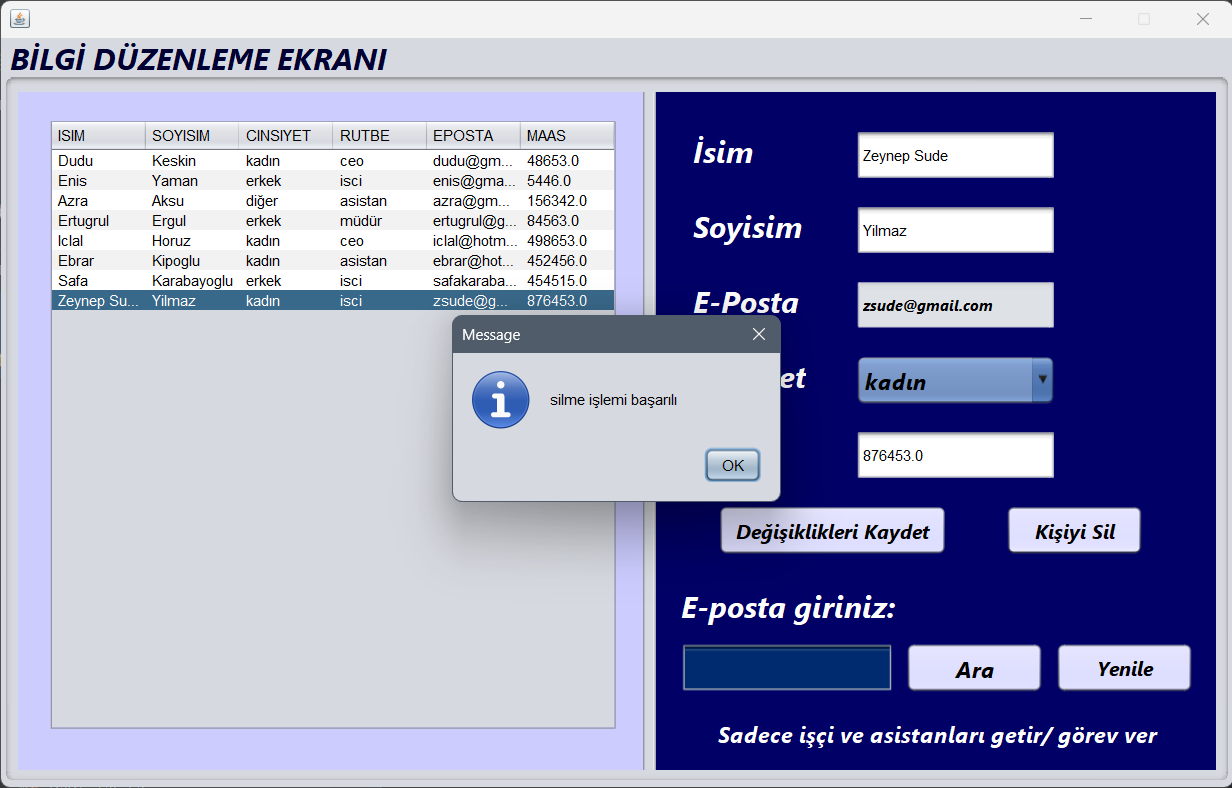 BİLGİ DÜZENLEME EKRANI
ISIM SOYISIM CINSIYET RUTBE EPOSTA MAAS
Dudu Keskin kadın ceo dudu@gm... 48653.0
Enis Yaman erkek isci enis@gma... 5446.0
Azra Aksu diğer asistan azra@gm... 156342.0
Ertugrul Ergul erkek müdür ertugrul@g... 84563.0
Iclal Horuz kadın ceo iclal@hotm... 498653.0
Ebrar Kipoglu kadın asistan ebrar@hot... 452456.0
Safa Karabayoglu erkek isci safakaraba... 454515.0
Zeynep Su... Yilmaz kadın isci zsude@g... 876453.0
İsim Zeynep Sude
Soyisim Yilmaz
E-Posta zsude@gmail.com
et kadın
876453.0
Message
silme işlemi başarılı
OK
Değişiklikleri Kaydet Kişiyi Sil
E-posta giriniz:
Ara Yenile
Sadece işçi ve asistanları getir/ görev ver